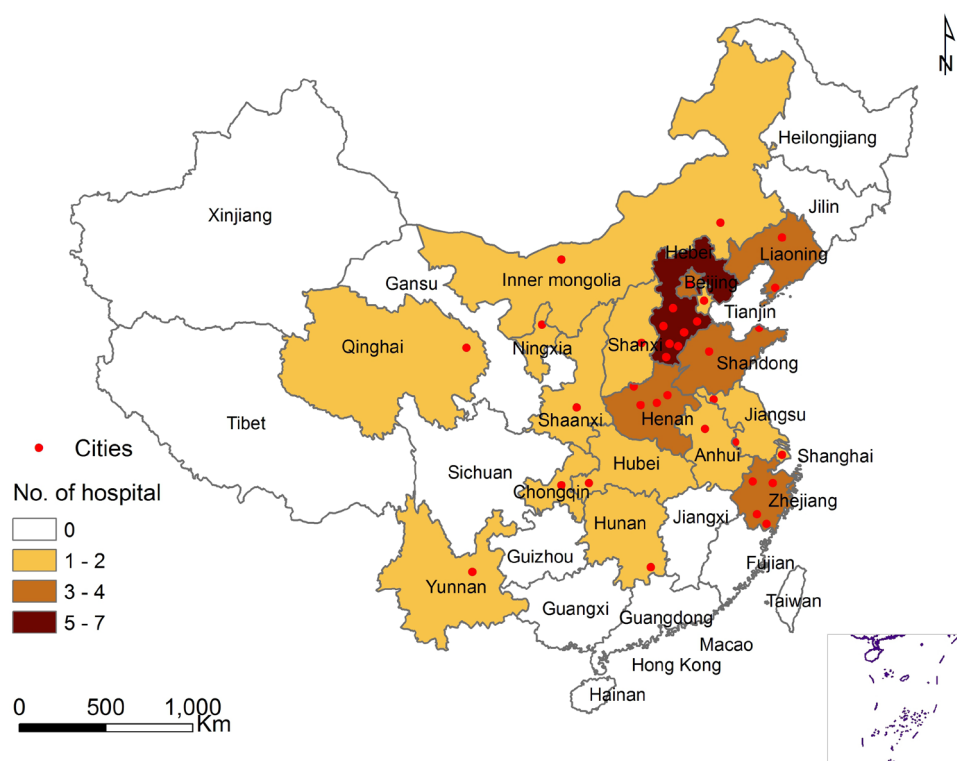 N
Heilongjiang
Jilin
Xinjiang
Hebei
Liaoning
Inner mongolia
Beijing
Gansu
Tianjin
Qinghai
Ningxia
Shanxi
Shandong
Tibet
Shaanxi
Henan
Jiangsu
Cities
Anhui
Shanghai
Sichuan
Hubei
No. of hospital
Chongqin
Zhejiang
0
Hunan
Jiangxi
1 - 2
Guizhou
Fujian
3 - 4
Yunnan
Taiwan
5 - 7
Guangxi
Guangdong
Macao
Hong Kong
Hainan
0 500 1,000
Km